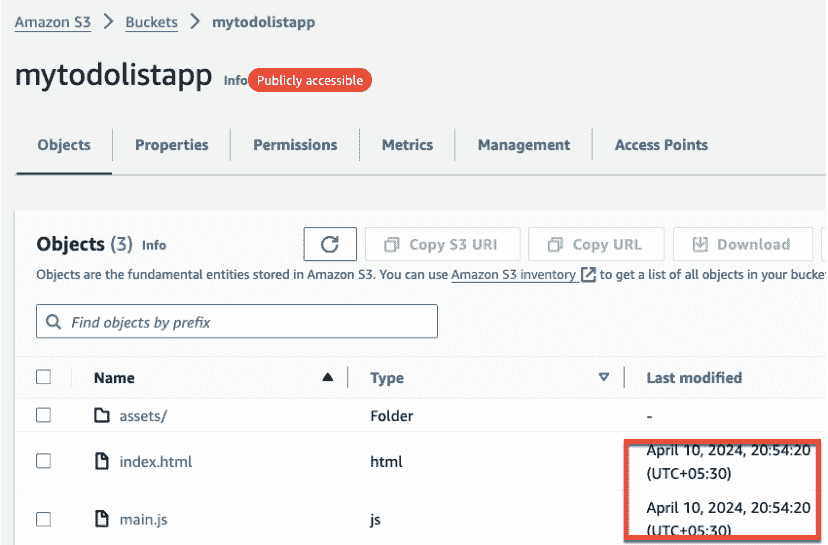 Amazon S3 > Buckets > mytodolistapp
mytodolistapp Info Publicly accessible
Objects Properties Permissions Metrics Management Access Points
Objects (3) Info Copy S3 URI Copy URL Download
Objects are the fundamental entities stored in Amazon S3. You can use Amazon S3 inventory to get a list of all objects in your bucke
Find objects by prefix
Name Type Last modified
assets/ Folder -
index.html html April 10, 2024, 20:54:20
(UTC+05:30)
main.js js April 10, 2024, 20:54:20
(UTC+05:30)